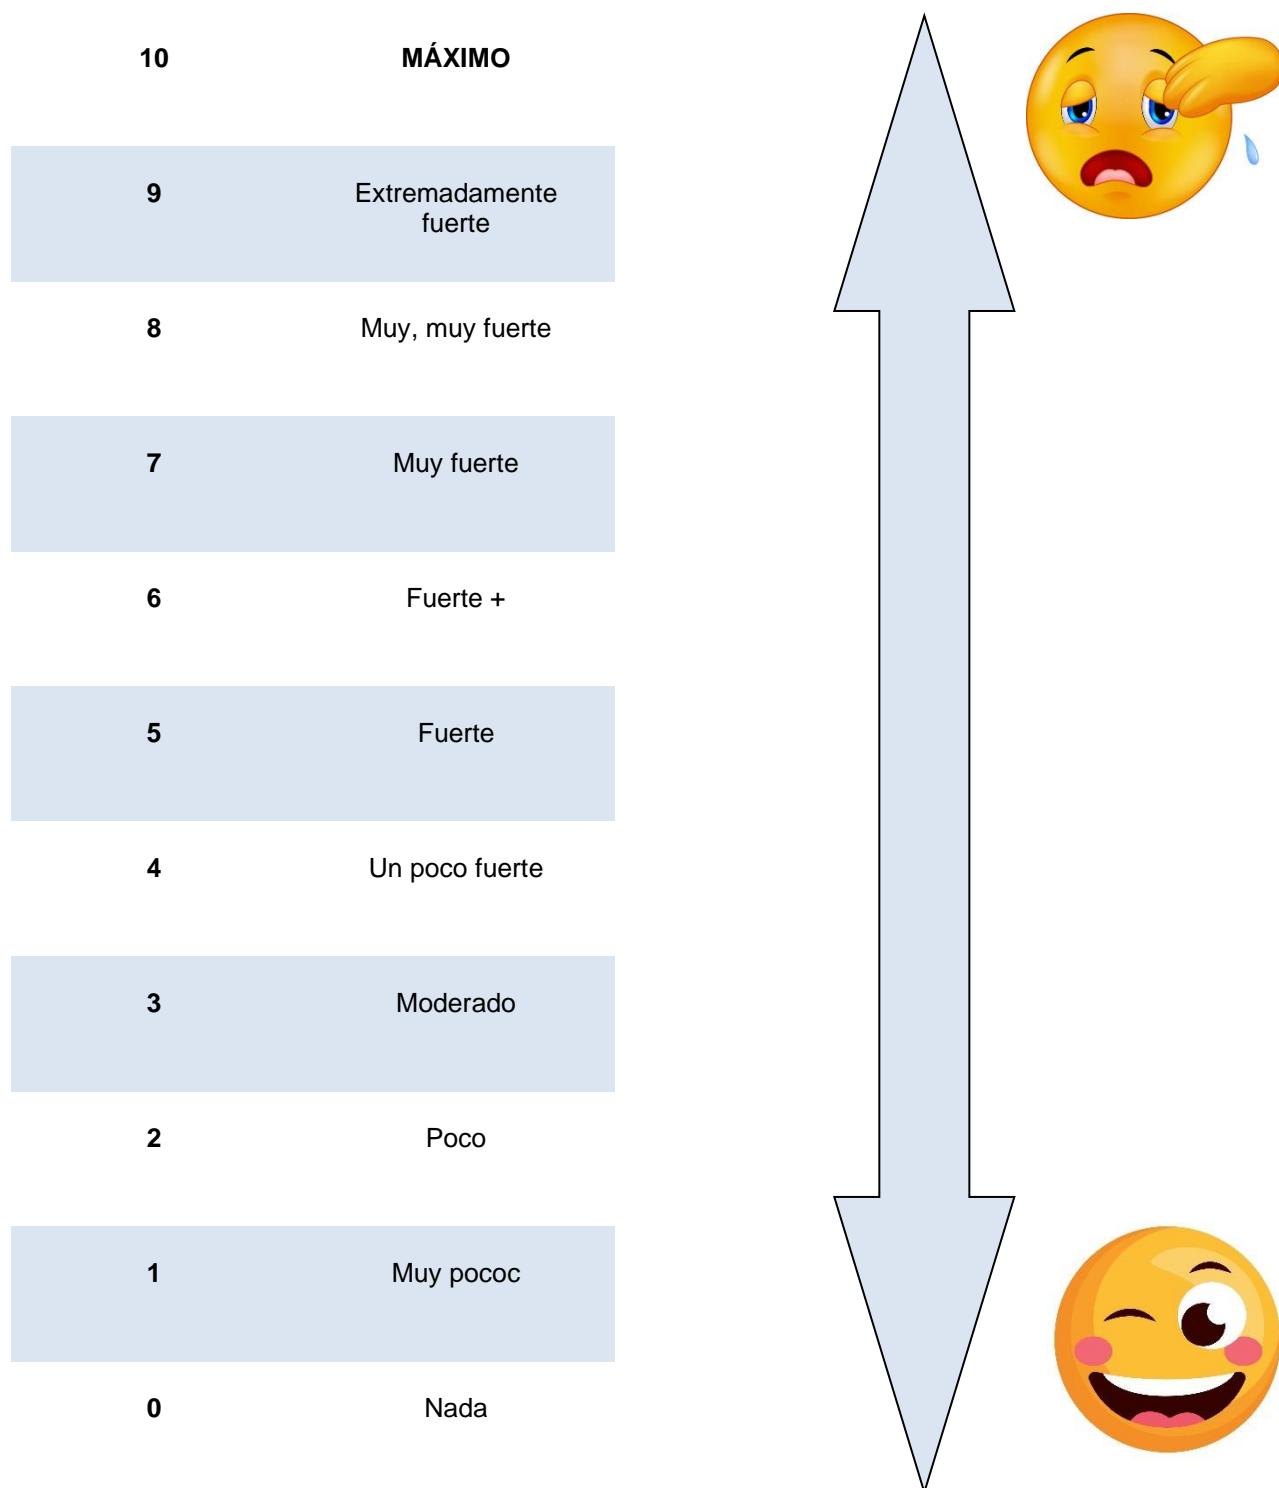 10 MÁXIMO
9 Extremadamente
fuerte
8 Muy, muy fuerte
7 Muy fuerte
6 Fuerte +
5 Fuerte
4 Un poco fuerte
3 Moderado
2 Poco
1 Muy pococ
0 Nada